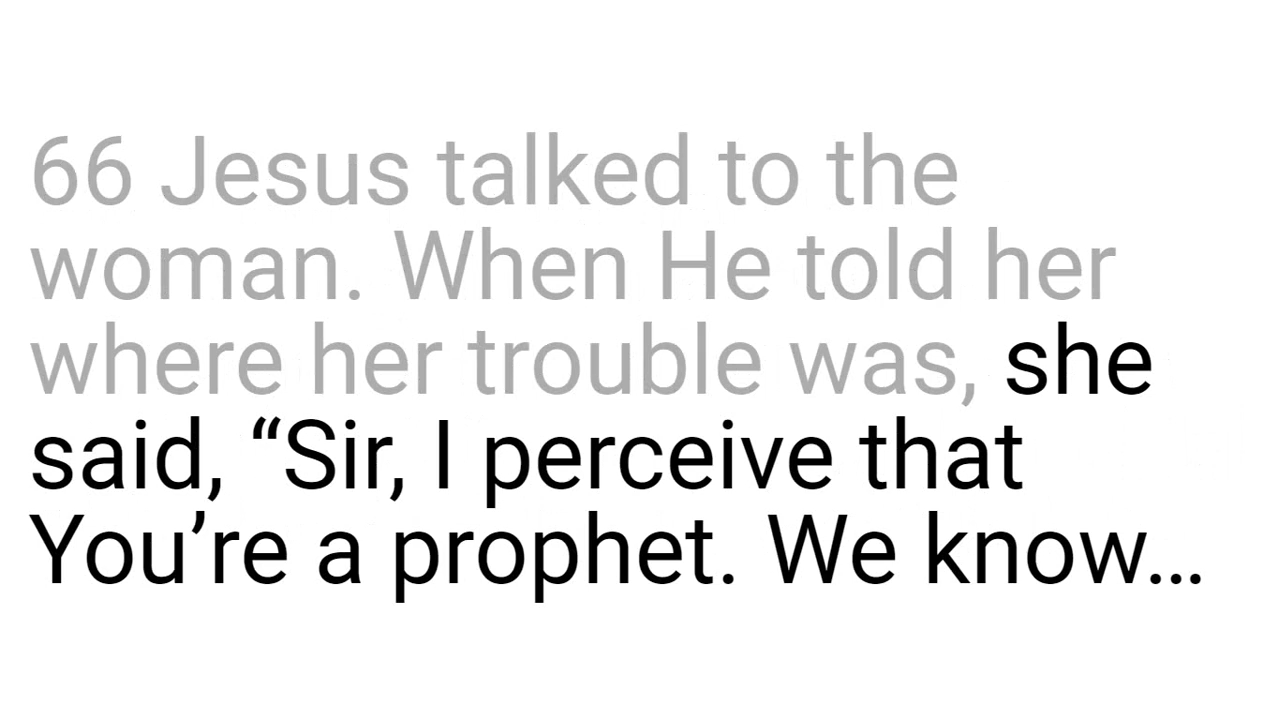 66 Jesus talked to the
woman. When He told her
where her trouble was, she
said, “Sir, I perceive that
You’re a prophet. We know…